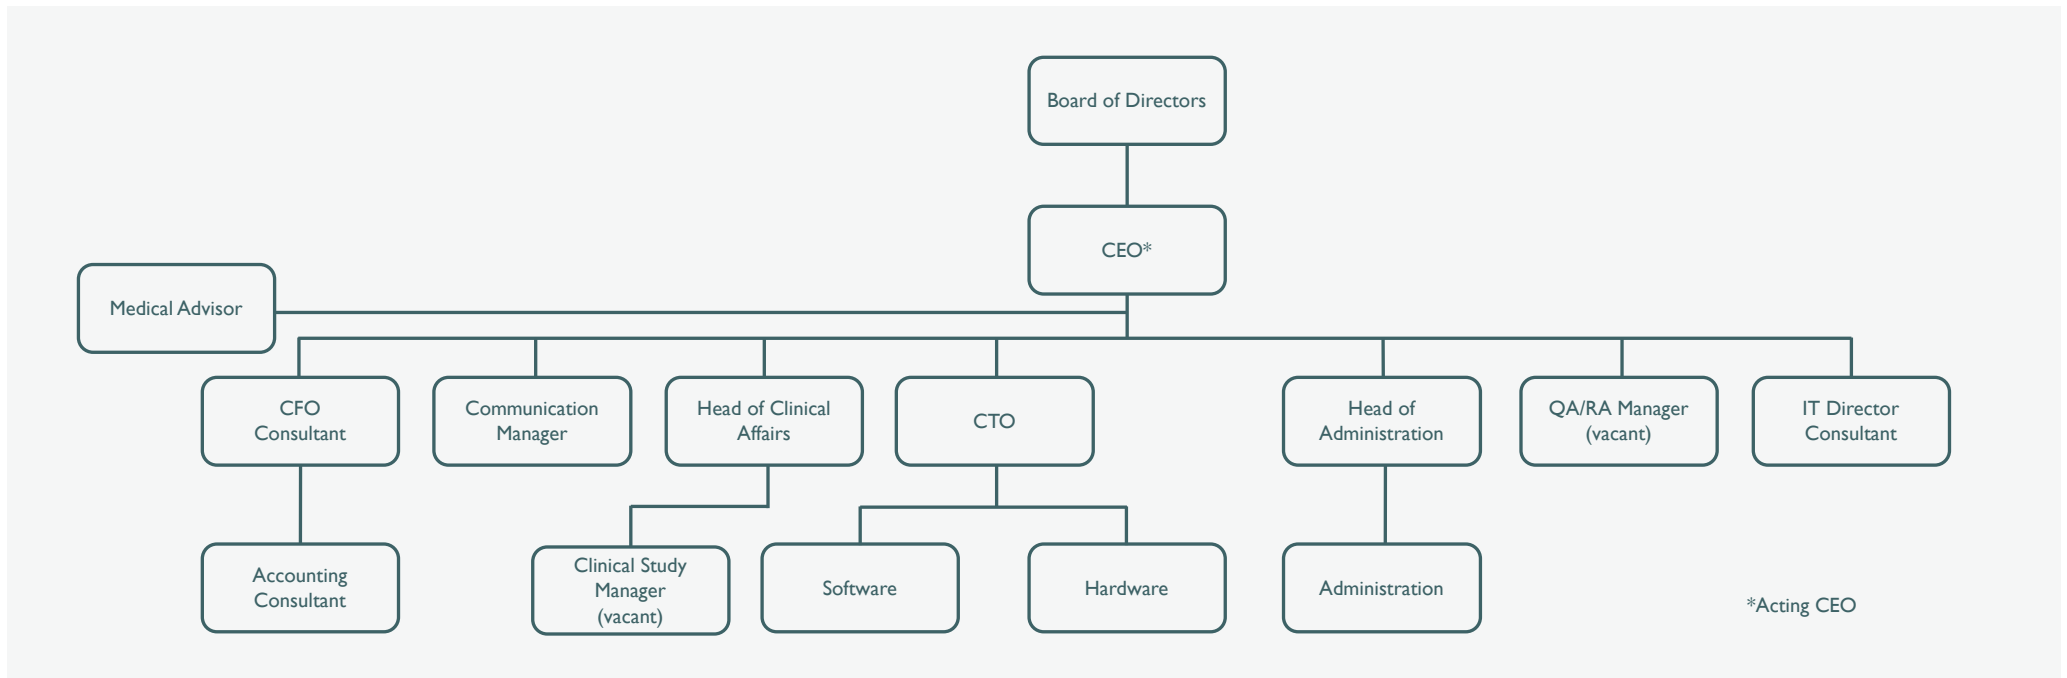 Board of Directors
CEO*
Medical Advisor
CFO
Consultant
Communication
Manager
Head of Clinical
Affairs
CTO
Head of
Administration
QA/RA Manager
(vacant)
IT Director
Consultant
Accounting
Consultant
Clinical Study
Manager
(vacant)
Software
Hardware
Administration
*Acting CEO